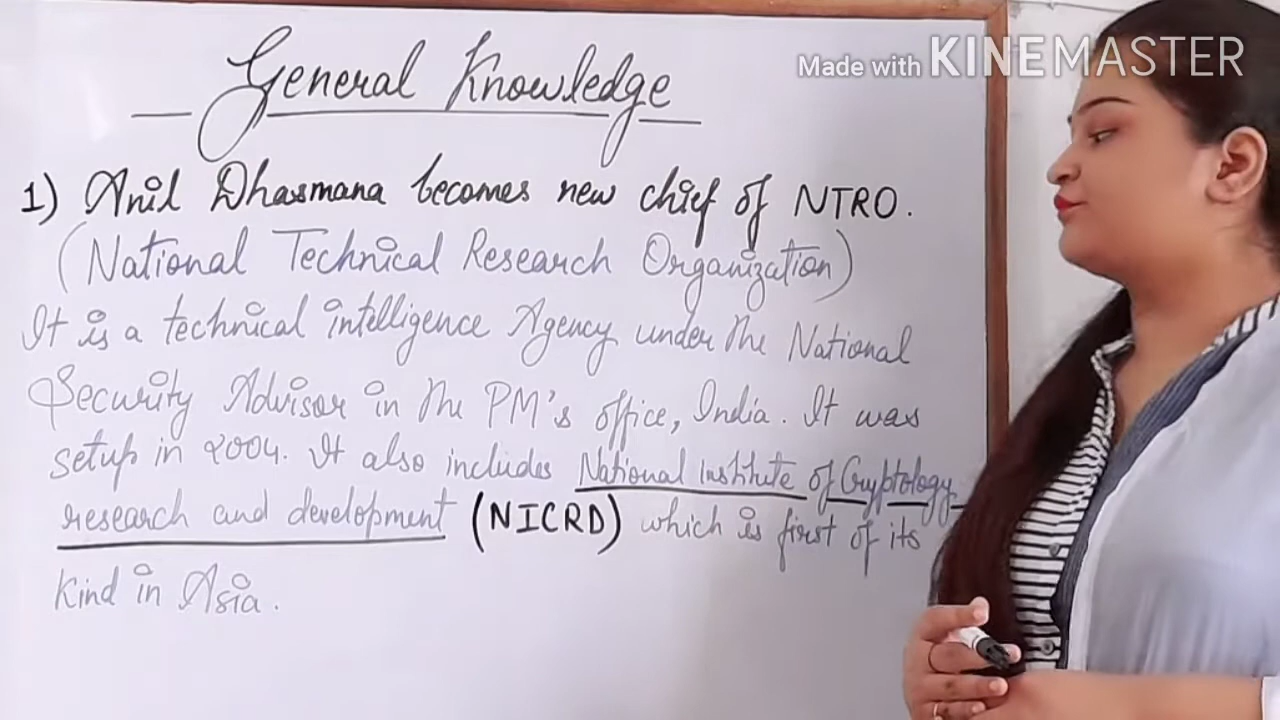 Made with KINEMASTER
General Knowledge
1) Anil Dhasmana becomes new chief of NTRO.
(National Technical Research Organization)
It is a technical intelligence Agency under the National
Security Advisor in the PM's office, India. It was
setup in 2004. It also includes National institute of Cryptology
research and development (NICRD) which is first of its
kind in Asia.